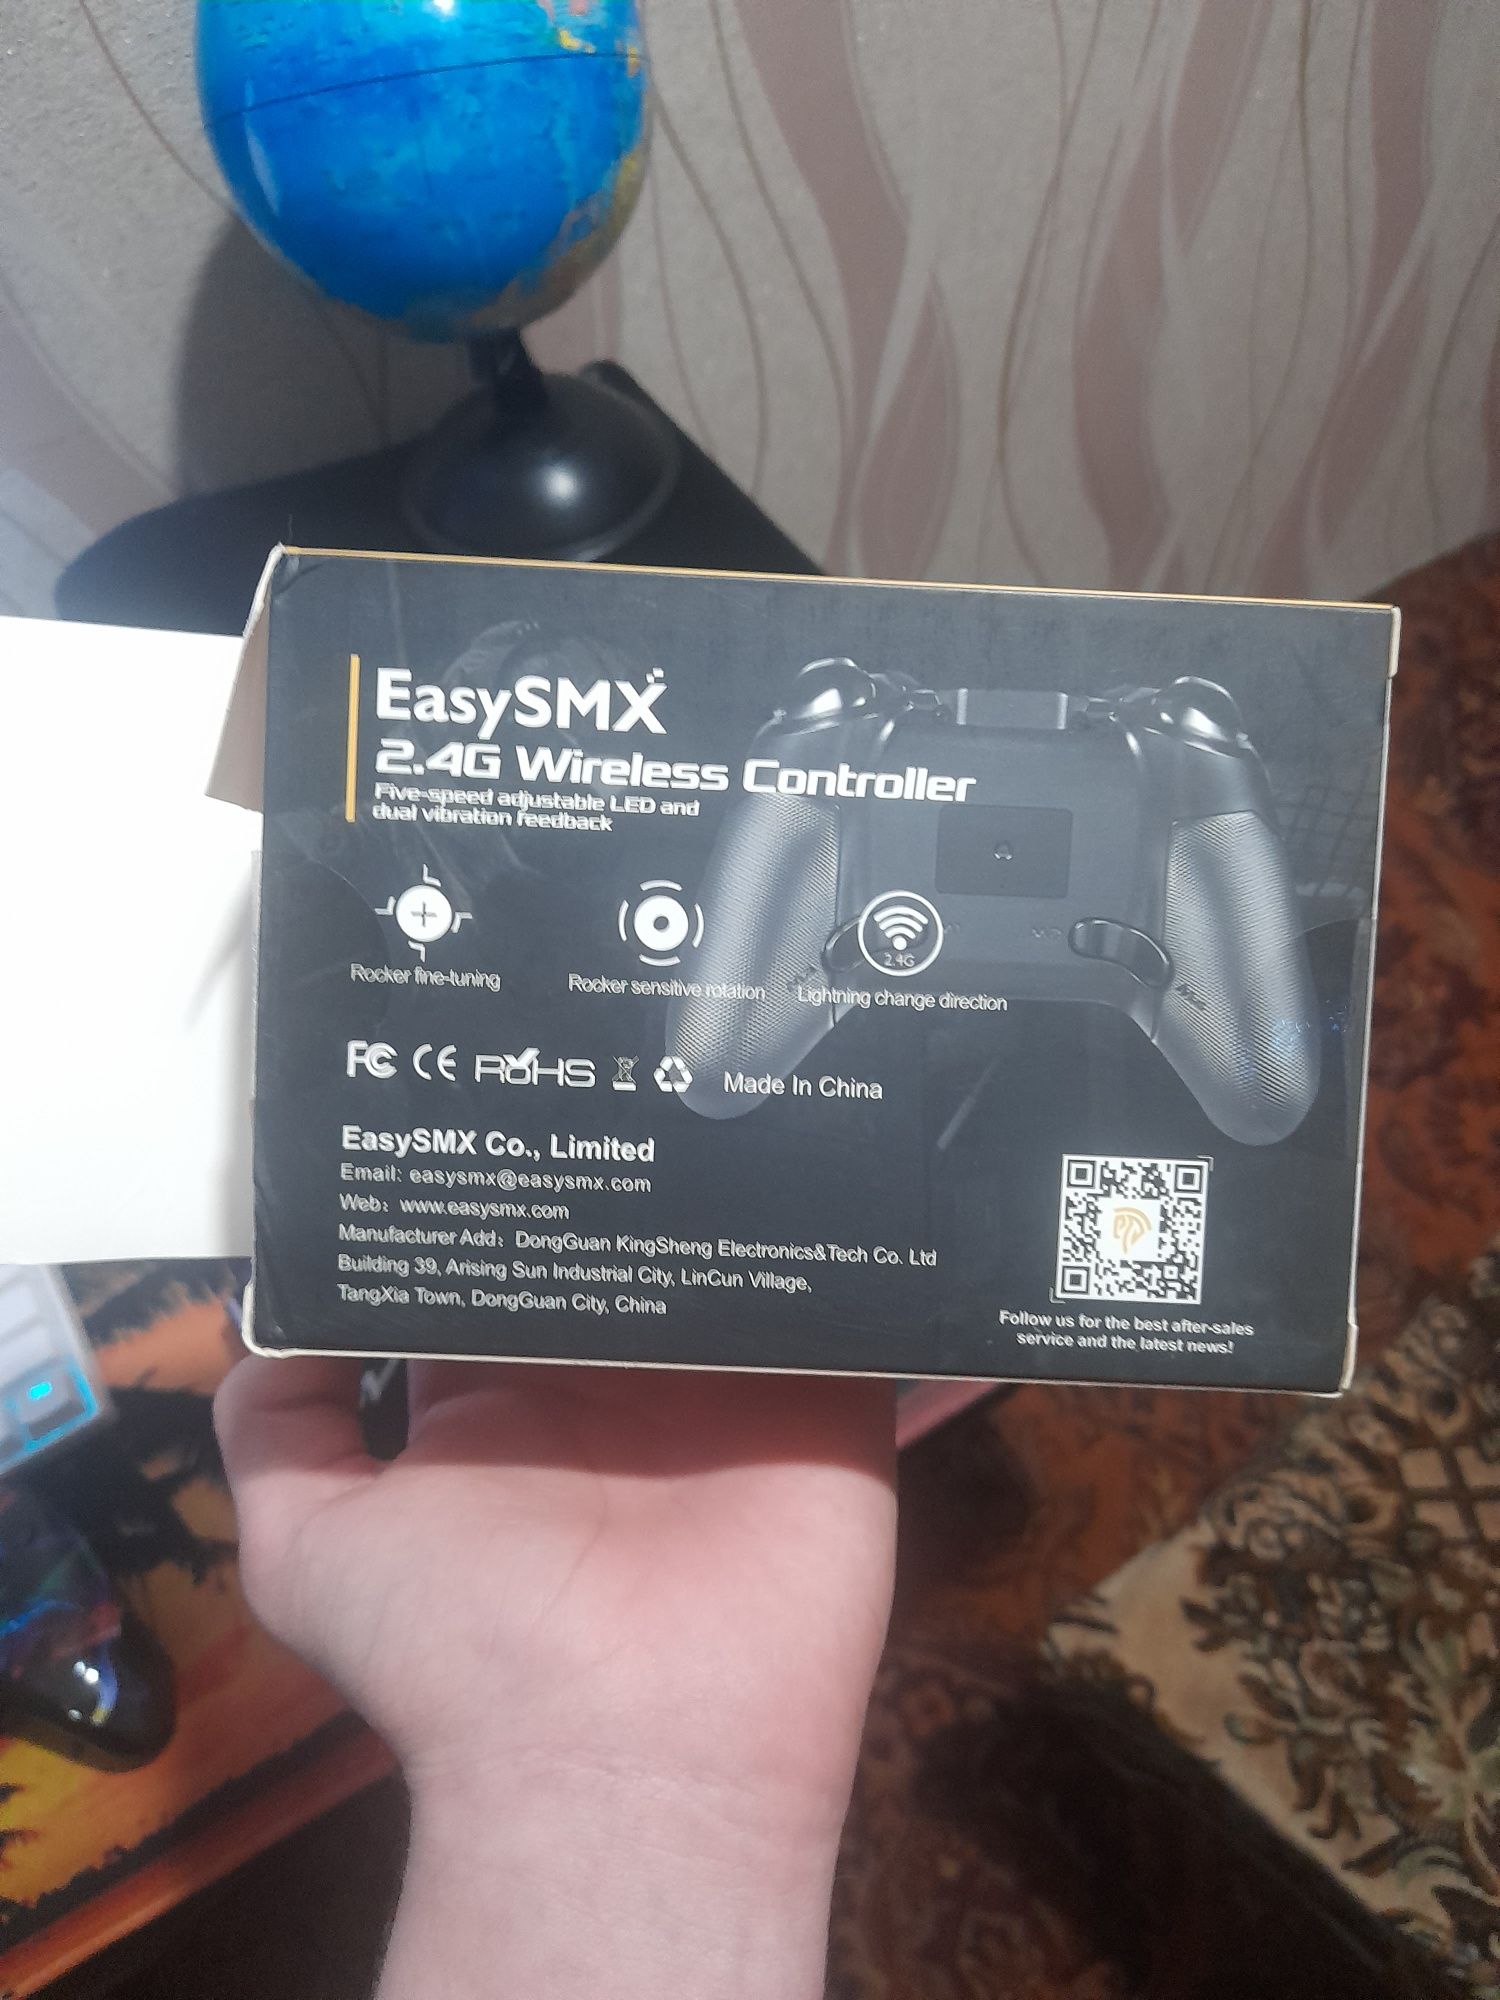 EasySMX
2.4G Wireless Controller
Five-speed adjustable LED and
dual vibration feedback
2.4G
Rocker fine-tuning
Rocker sensitive rotation
Lightning change direction
FC CE RoHS
Made In China
EasySMX Co., Limited
Email: easysmx@easysmx.com
Web: www.easysmx.com
Manufacturer Add: DongGuan KingSheng Electronics&Tech Co. Ltd
Building 39, Arising Sun Industrial City, LinCun Village,
TangXia Town, DongGuan City, China
Follow us for the best after-sales
service and the latest news!